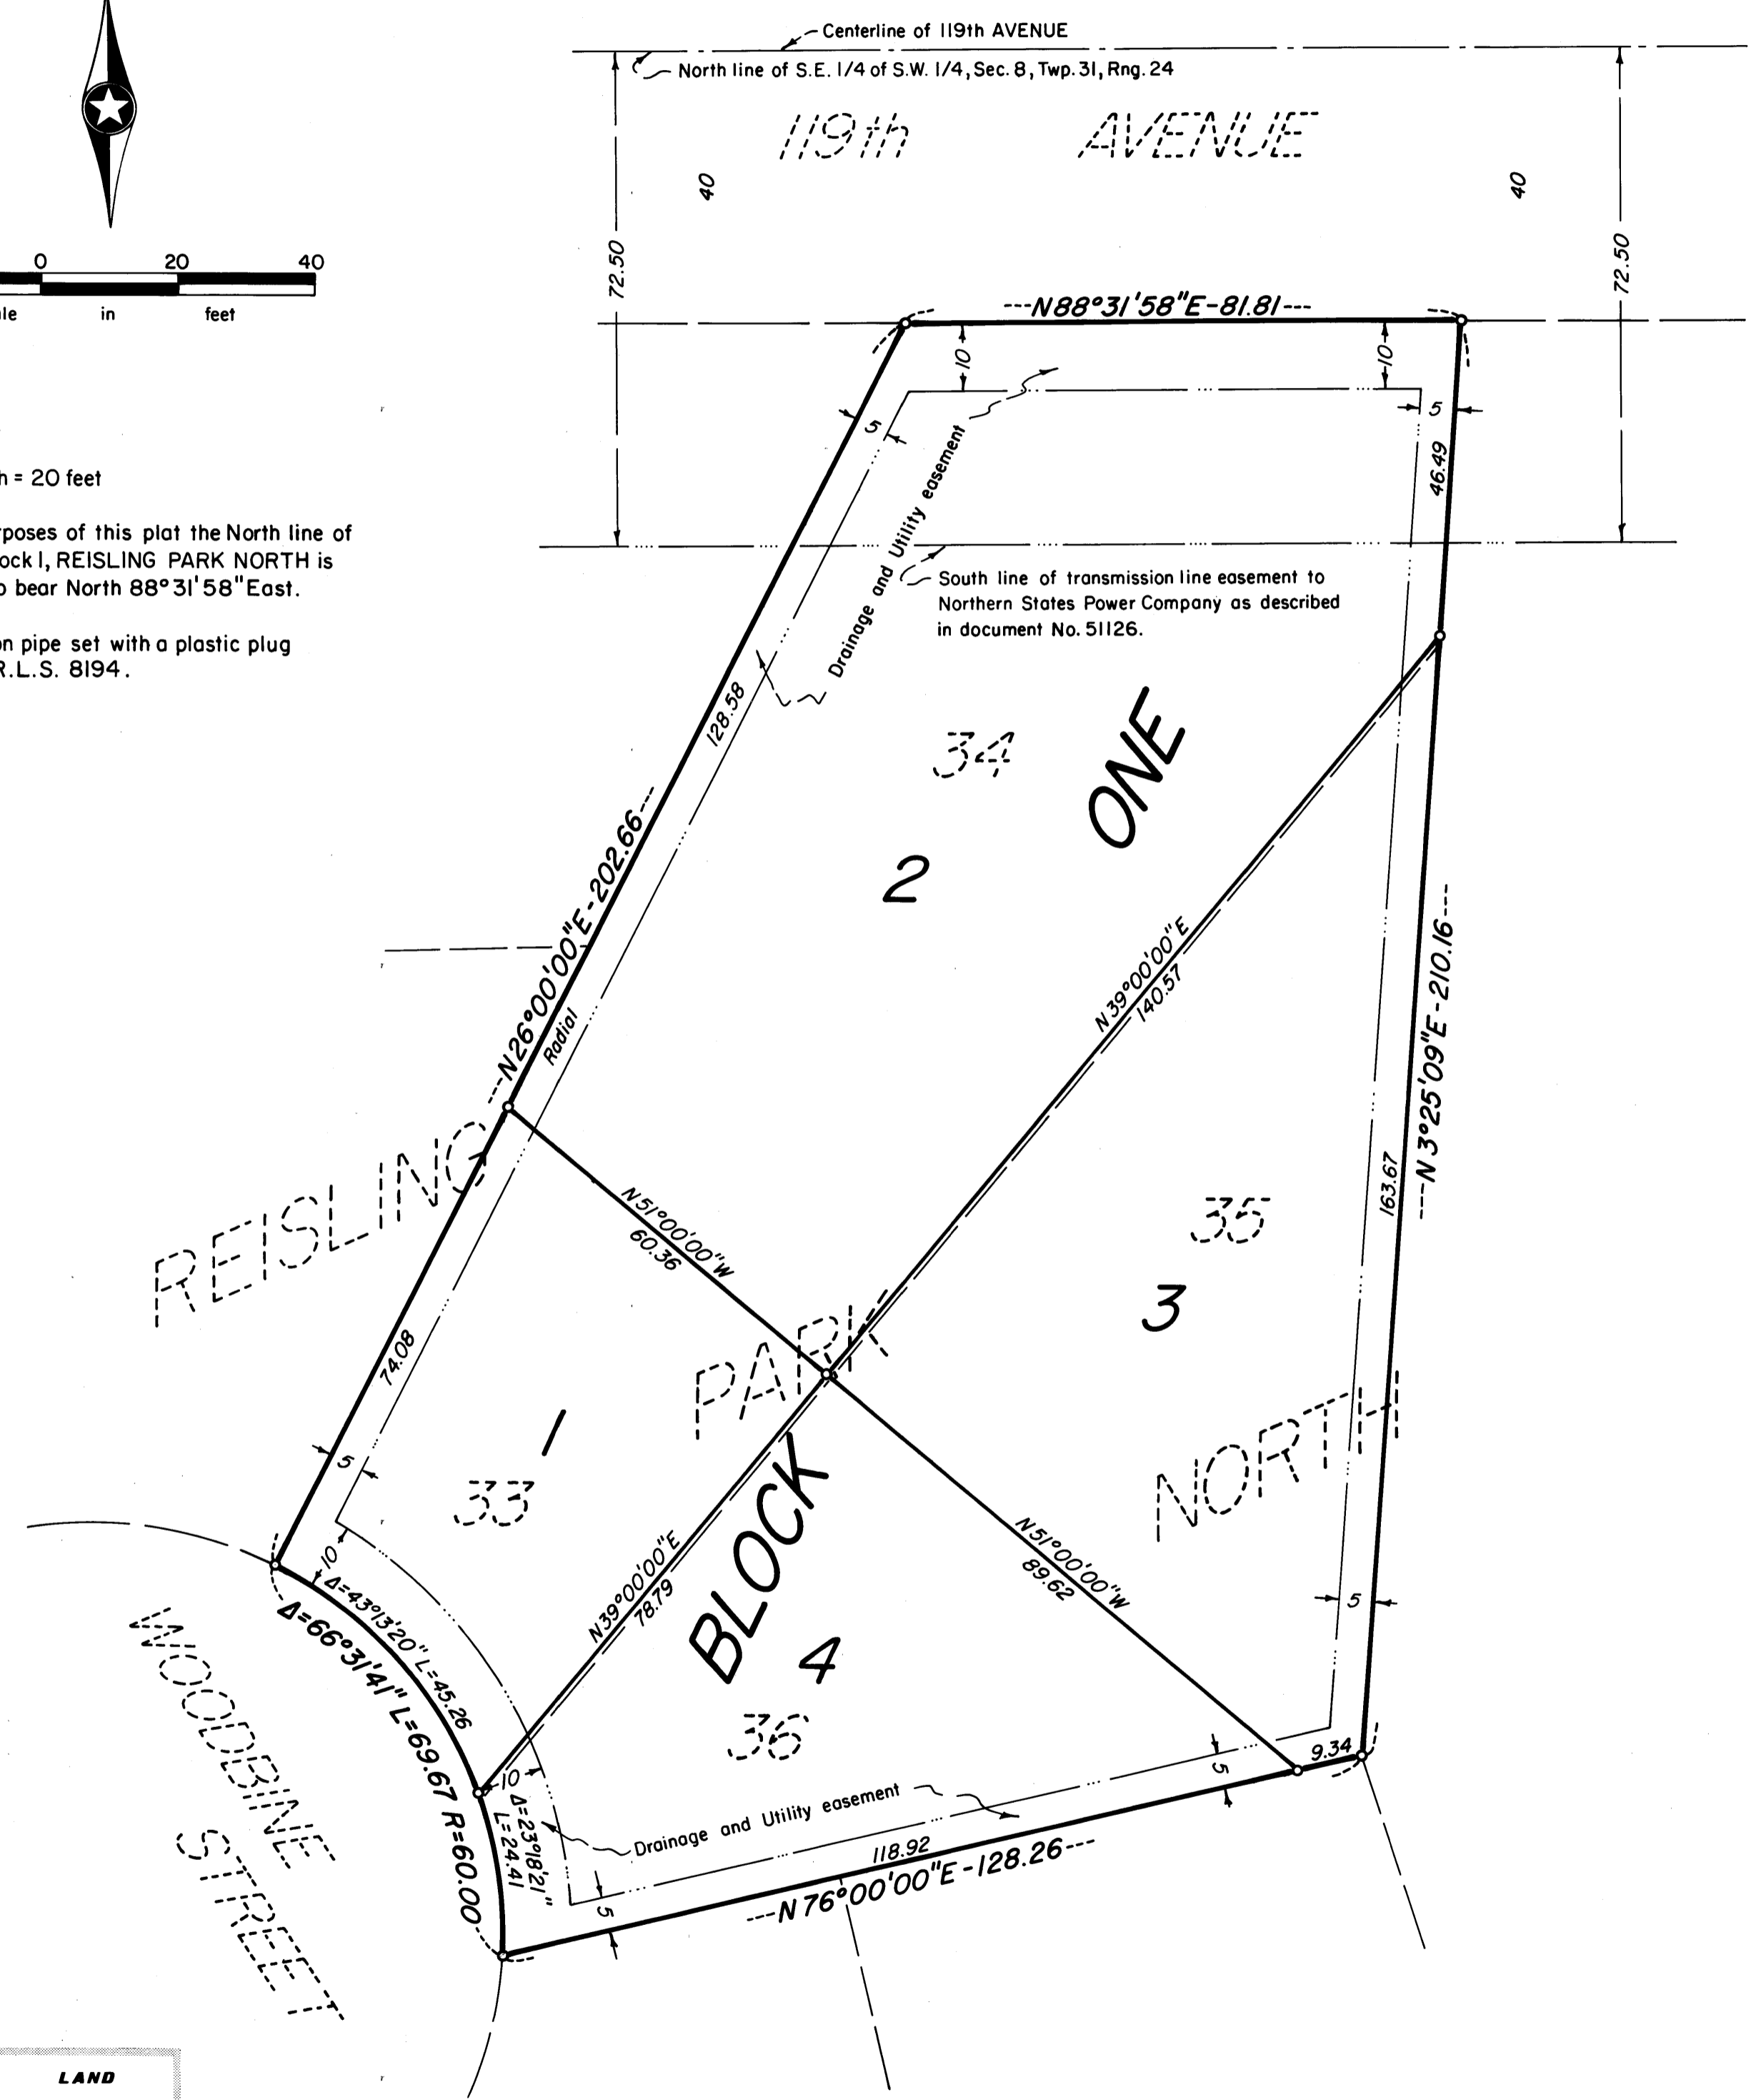 Centerline of 119th AVENUE
North line of S.E. 1/4 of S.W. 1/4, Sec. 8, Twp. 31, Rng. 24
119th AVENUE
40
40
72.50
72.50
0 20 40
in feet
---N88°31'58"E-81.81---
10
10
5
5
46.49
= 20 feet
of this plat the North line of
1, REISLING PARK NORTH is
bear North 88°31'58" East.
pipe set with a plastic plug
R.L.S. 8194.
Drainage and Utility easement
South line of transmission line easement to
Northern States Power Company as described
in document No. 51126.
128.58
34
ONE
2
---N26°00'00"E-202.66---
Radial
N39°00'00"E
140.57
---N3°25'09"E-210.16---
163.67
REISLING
N51°00'00"W
60.36
35
3
74.08
PARK
1
33
5
BLOCK
NORTH
10
N39°00'00"E
78.79
N51°00'00"W
89.62
5
Δ=43°13'20" L=45.26
Δ=66°31'41" L=69.67 R=60.00
4
36
WOODBINE
STREET
10
Δ=23°18'21"
L=24.41
Drainage and Utility easement
5
9.34
118.92
5
---N76°00'00"E-128.26---
LAND